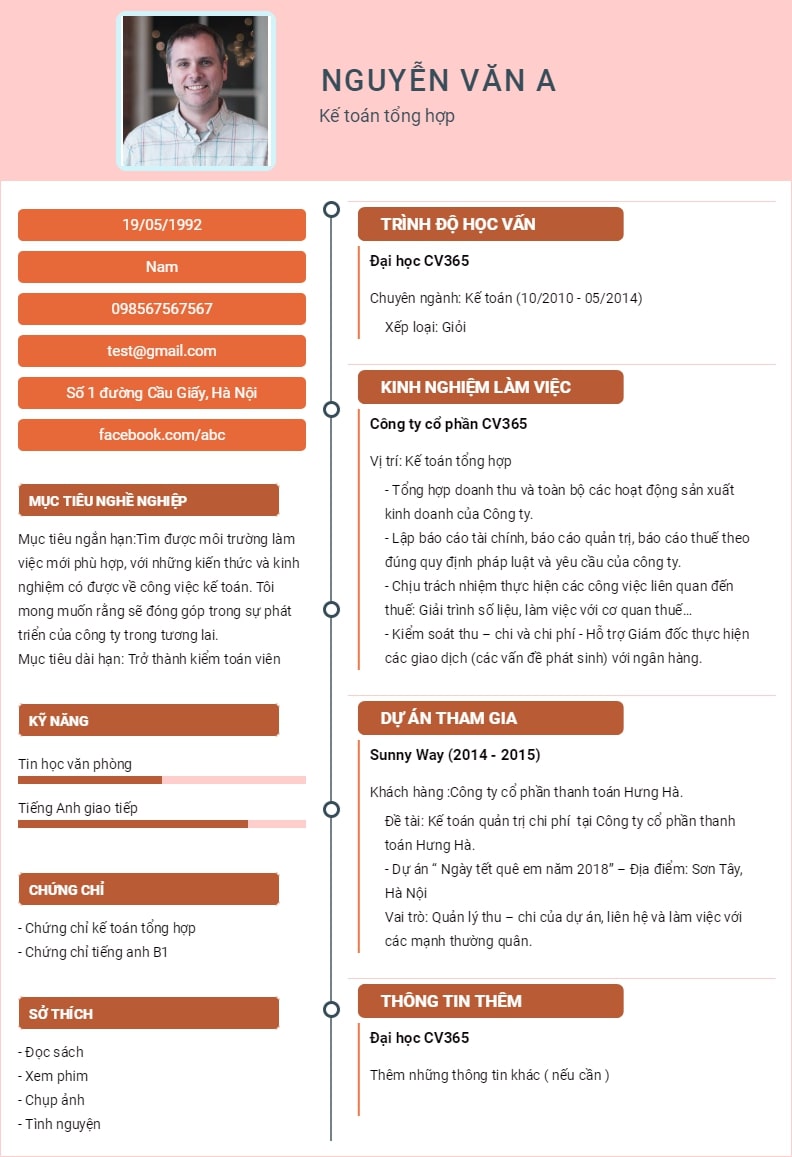 NGUYỄN VĂN A
Kế toán tổng hợp
19/05/1992
Nam
098567567567
test@gmail.com
Số 1 đường Cầu Giấy, Hà Nội
facebook.com/abc
MỤC TIÊU NGHỀ NGHIỆP
Mục tiêu ngắn hạn:Tìm được môi trường làm
việc mới phù hợp, với những kiến thức và kinh
nghiệm có được về công việc kế toán. Tôi
mong muốn rằng sẽ đóng góp trong sự phát
triển của công ty trong tương lai.
Mục tiêu dài hạn: Trở thành kiểm toán viên
KỸ NĂNG
Tin học văn phòng
Tiếng Anh giao tiếp
CHỨNG CHỈ
- Chứng chỉ kế toán tổng hợp
- Chứng chỉ tiếng anh B1
SỞ THÍCH
- Đọc sách
- Xem phim
- Chụp ảnh
- Tình nguyện
TRÌNH ĐỘ HỌC VẤN
Đại học CV365
Chuyên ngành: Kế toán (10/2010 - 05/2014)
Xếp loại: Giỏi
KINH NGHIỆM LÀM VIỆC
Công ty cổ phần CV365
Vị trí: Kế toán tổng hợp
- Tổng hợp doanh thu và toàn bộ các hoạt động sản xuất
kinh doanh của Công ty.
- Lập báo cáo tài chính, báo cáo quản trị, báo cáo thuế theo
đúng quy định pháp luật và yêu cầu của công ty.
- Chịu trách nhiệm thực hiện các công việc liên quan đến
thuế: Giải trình số liệu, làm việc với cơ quan thuế...
- Kiểm soát thu – chi và chi phí - Hỗ trợ Giám đốc thực hiện
các giao dịch (các vấn đề phát sinh) với ngân hàng.
DỰ ÁN THAM GIA
Sunny Way (2014 - 2015)
Khách hàng :Công ty cổ phần thanh toán Hưng Hà.
Đề tài: Kế toán quản trị chi phí  tại Công ty cổ phần thanh
toán Hưng Hà.
- Dự án “ Ngày tết quê em năm 2018” – Địa điểm: Sơn Tây,
Hà Nội
Vai trò: Quản lý thu – chi của dự án, liên hệ và làm việc với
các mạnh thường quân.
THÔNG TIN THÊM
Đại học CV365
Thêm những thông tin khác ( nếu cần )